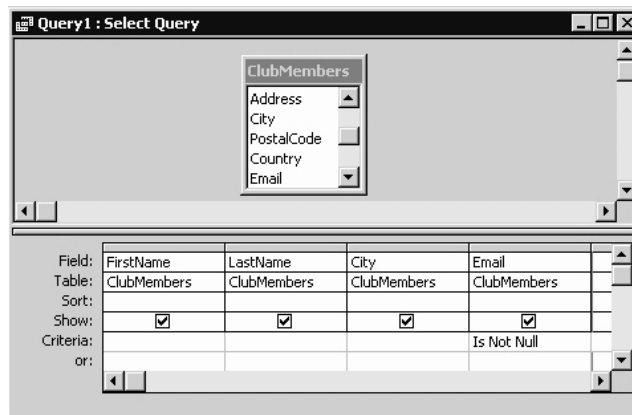 Query1 : Select Query
ClubMembers
Address
City
PostalCode
Country
Email
Field: FirstName LastName City Email
Table: ClubMembers ClubMembers ClubMembers ClubMembers
Sort:
Show:
Criteria: Is Not Null
or: